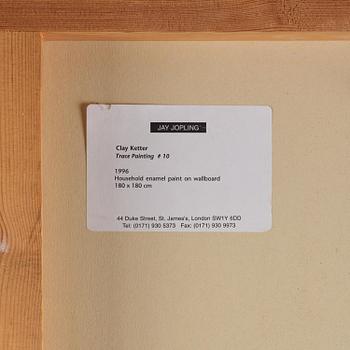 JAY JOPLING
Clay Ketter
Trace Painting # 10
1996
Household enamel paint on wallboard
180 x 180 cm
44 Duke Street, St. James's, London SW1Y 6DD
Tel: (0171) 930 5373 Fax: (0171) 930 9973